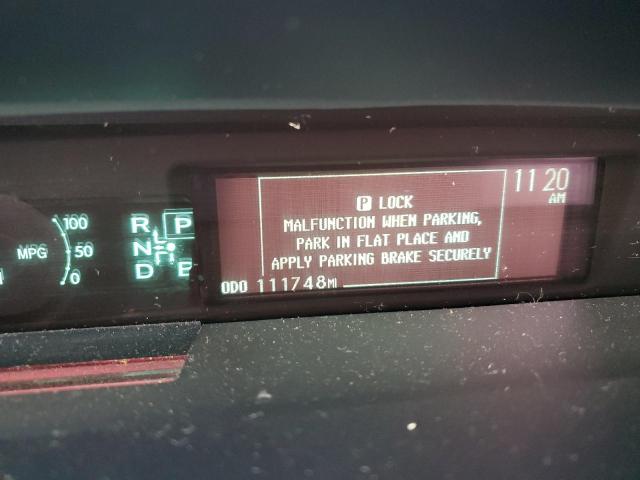 11 20
AM
P LOCK
MALFUNCTION WHEN PARKING,
PARK IN FLAT PLACE AND
APPLY PARKING BRAKE SECURELY
ODO 111748MI
100
MPG 50
0
R P
N
D B